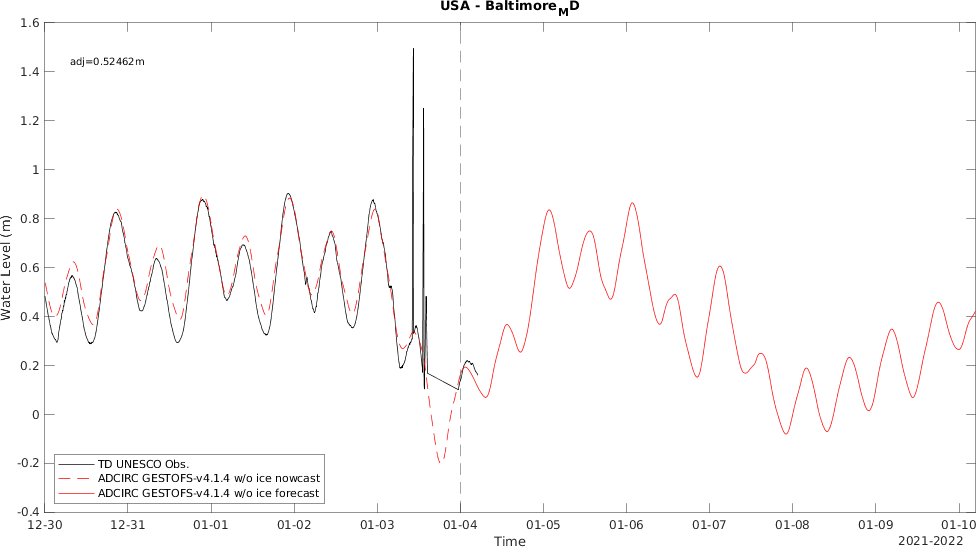 USA - Baltimore_MD
adj=0.52462m
1.6
1.4
1.2
1
0.8
0.6
0.4
0.2
0
-0.2
-0.4
Water Level (m)
TD UNESCO Obs.
ADCIRC GESTOFS-v4.1.4 w/o ice nowcast
ADCIRC GESTOFS-v4.1.4 w/o ice forecast
12-30 12-31 01-01 01-02 01-03 01-04 01-05 01-06 01-07 01-08 01-09 01-10
Time
2021-2022